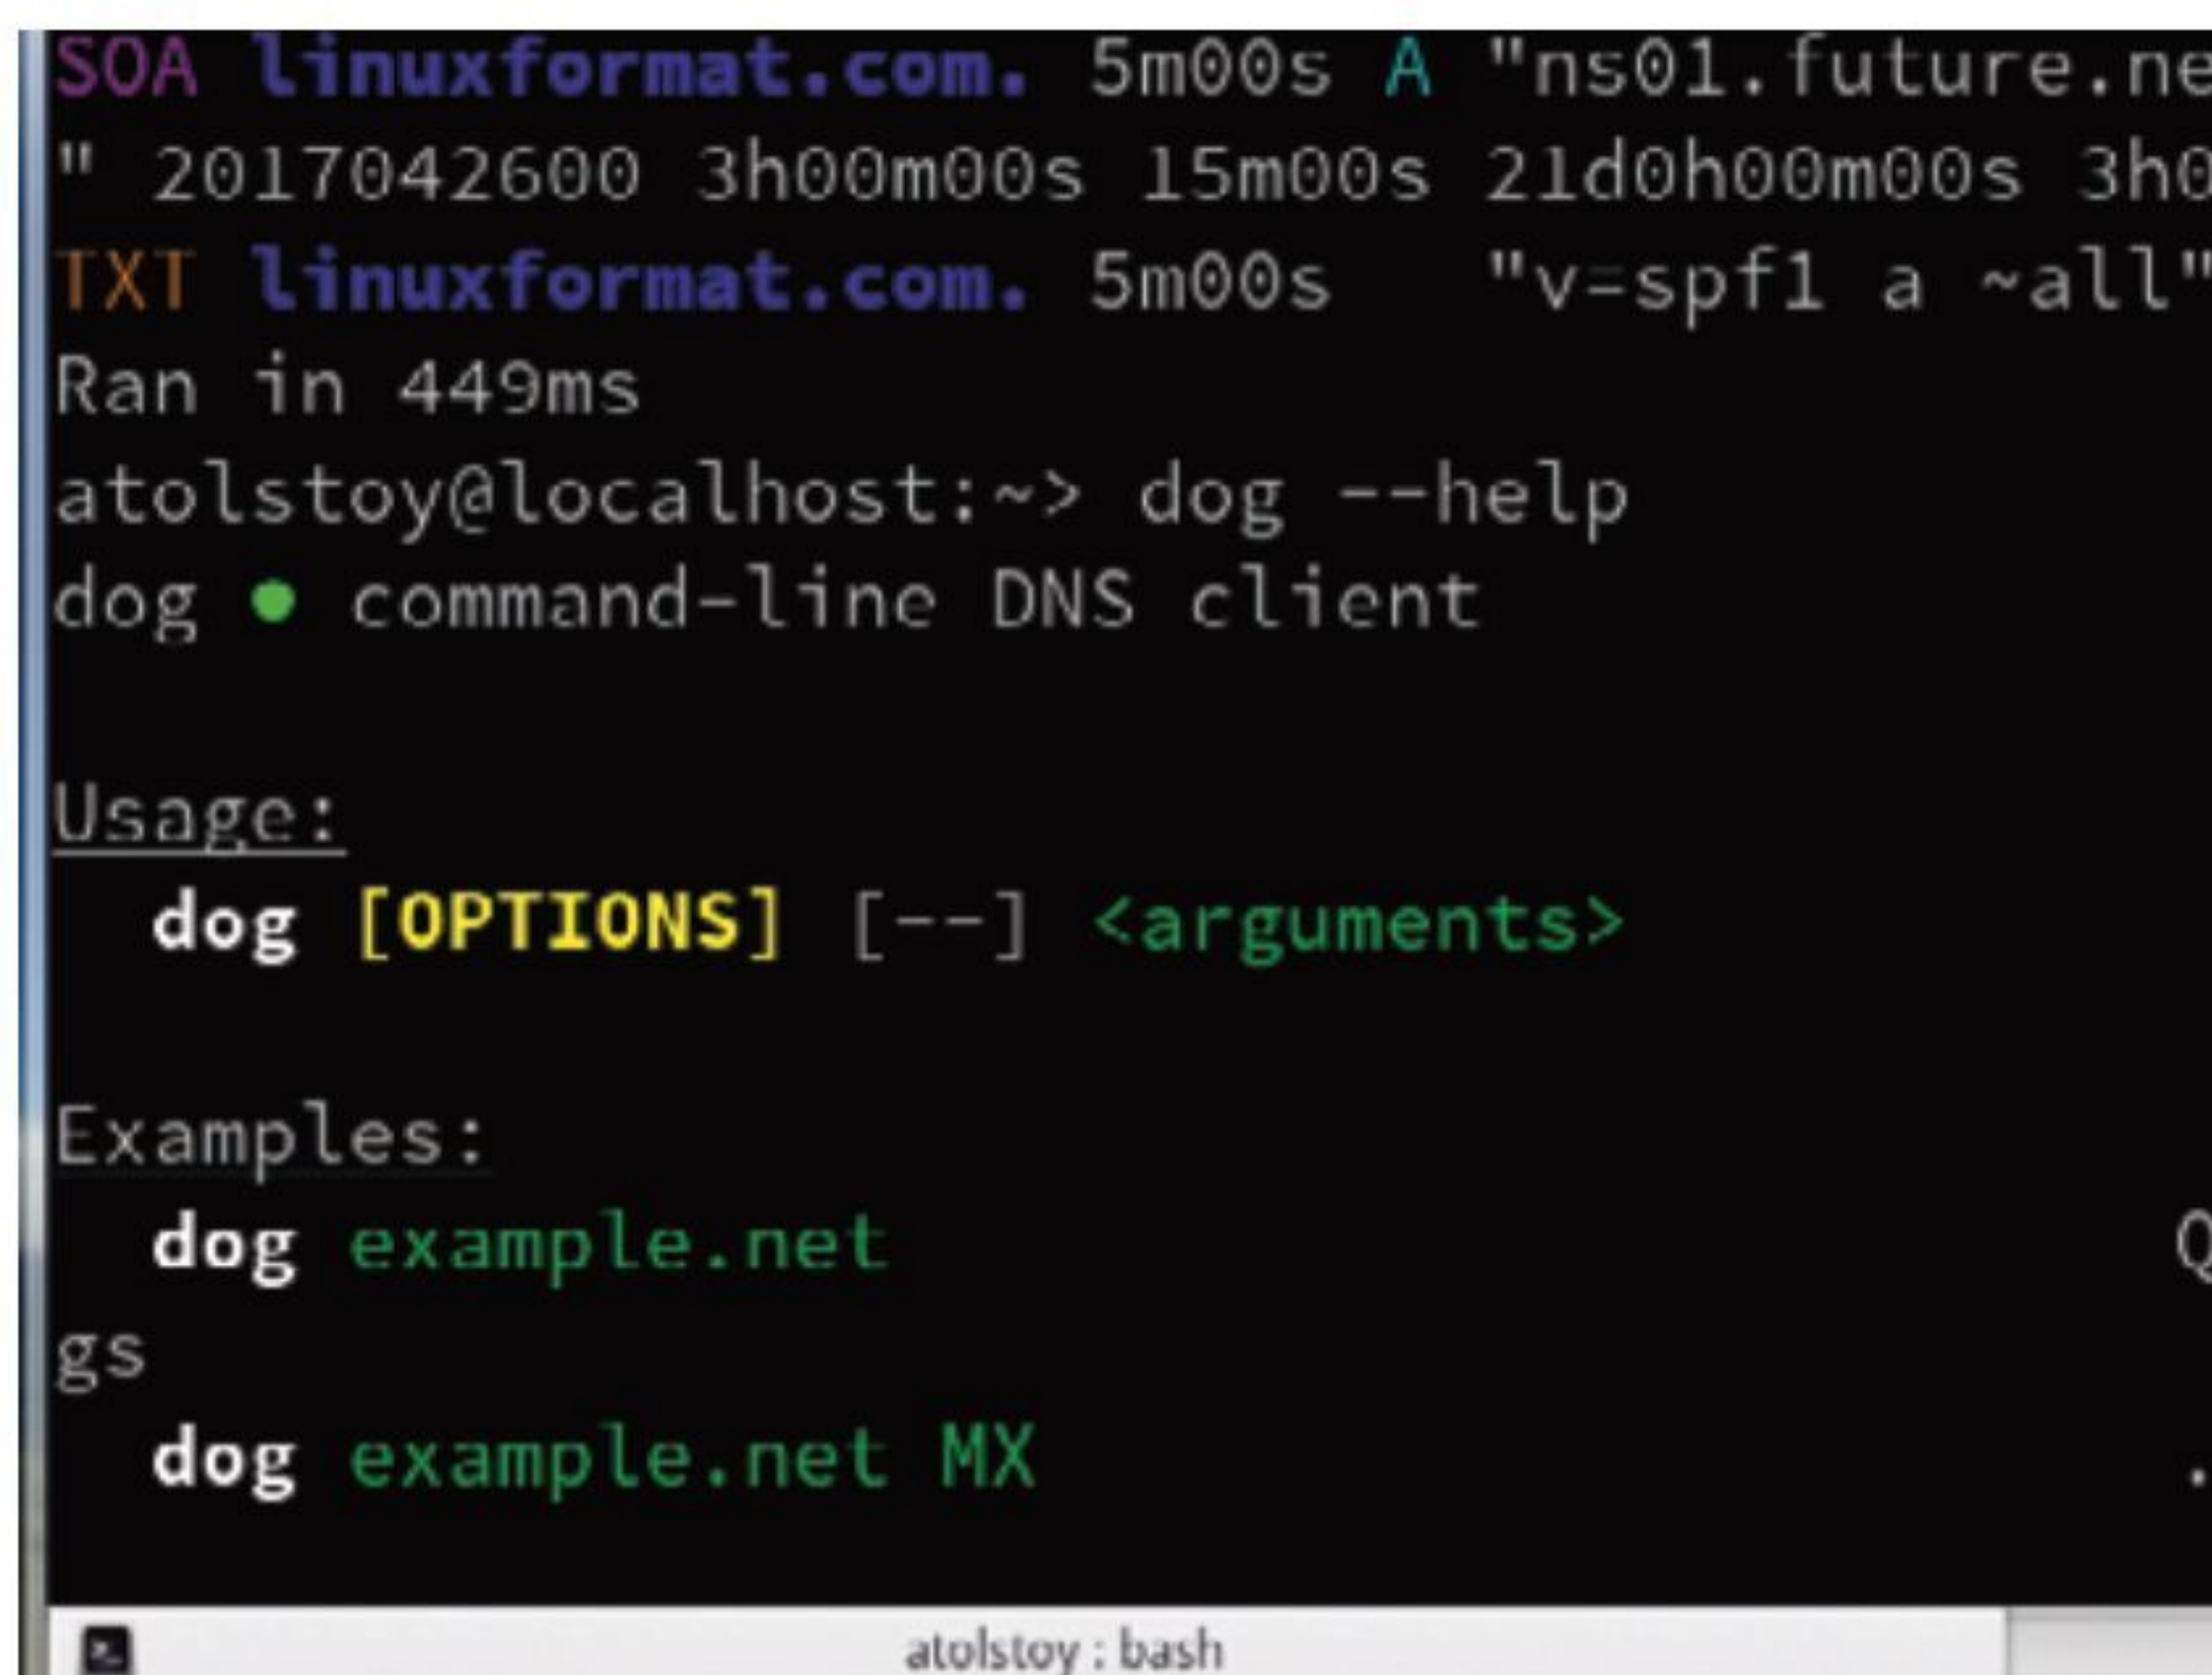 SOA linuxformat.com. 5m00s A "ns01.future.ne
" 2017042600 3h00m00s 15m00s 21d0h00m00s 3h0
TXT linuxformat.com. 5m00s   "v=spf1 a ~all"
Ran in 449ms
atolstoy@localhost:~> dog --help
dog ● command-line DNS client
Usage:
  dog [OPTIONS] [--] <arguments>
Examples:
  dog example.net Q
gs
  dog example.net MX .
atolstoy : bash